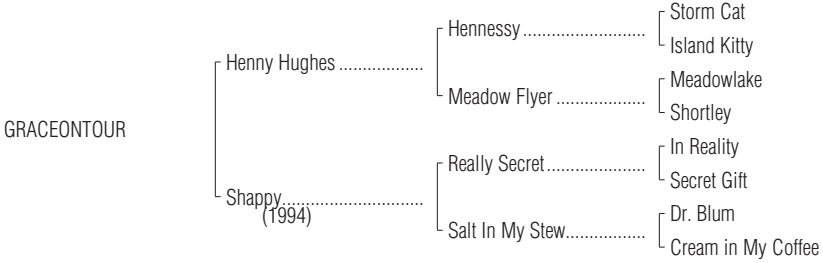 Storm Cat
Hennessy ..........................
Island Kitty
Henny Hughes ..................
Meadowlake
Meadow Flyer ...................
Shortley
GRACEONTOUR
In Reality
Really Secret.....................
Secret Gift
Shappy..............................
(1994)
Dr. Blum
Salt In My Stew.................
Cream in My Coffee